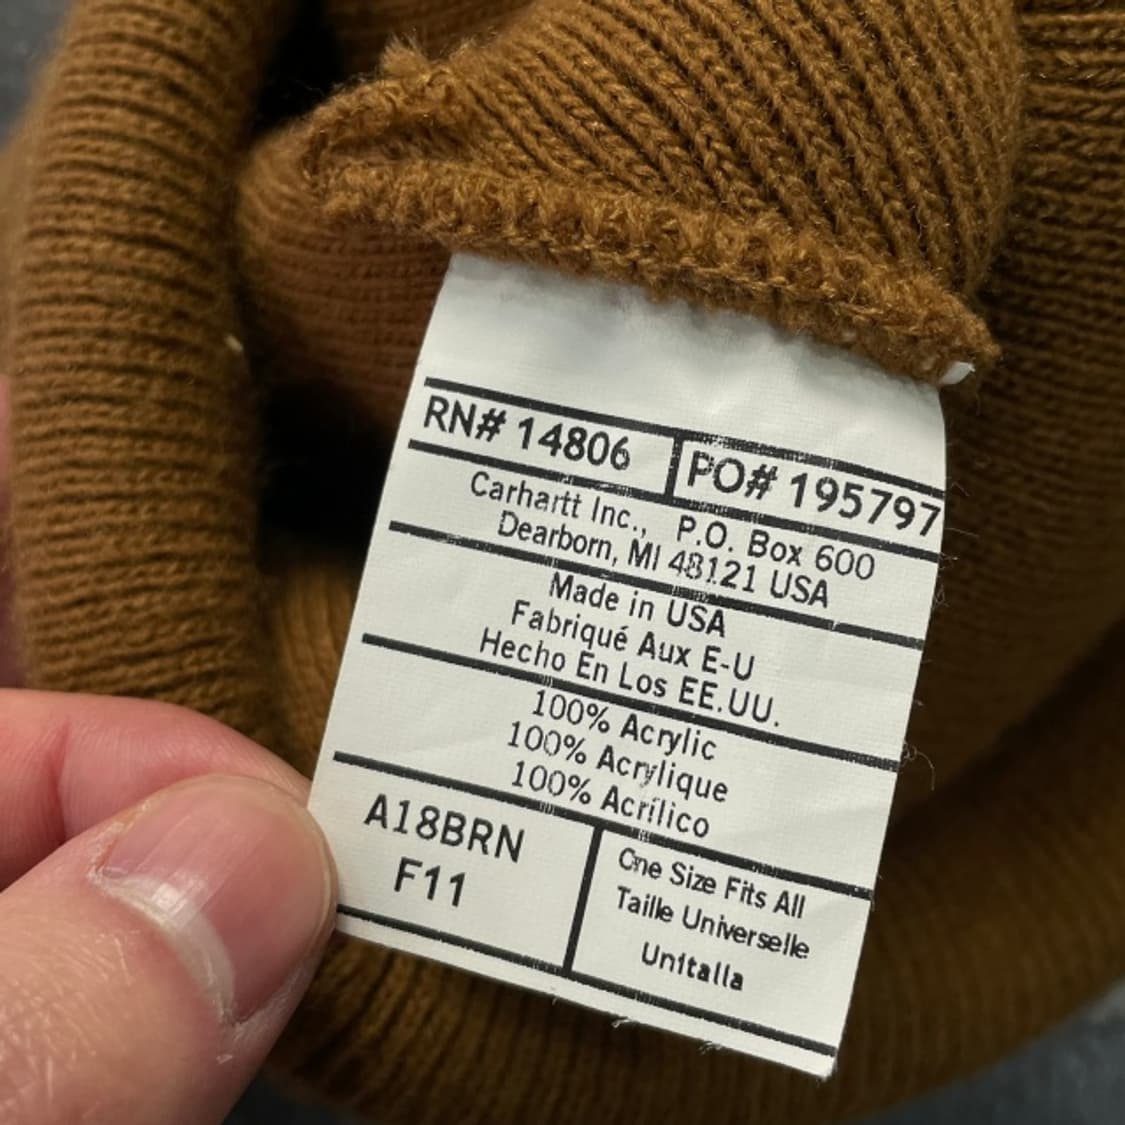 RN# 14806 PO# 195797
Carhartt Inc., P.O. Box 600
Dearborn, MI 48121 USA
Made in USA
Fabriqué Aux E-U
Hecho En Los EE.UU.
100% Acrylic
100% Acrylique
100% Acrílico
A18BRN
F11
One Size Fits All
Taille Universelle
Unitalla